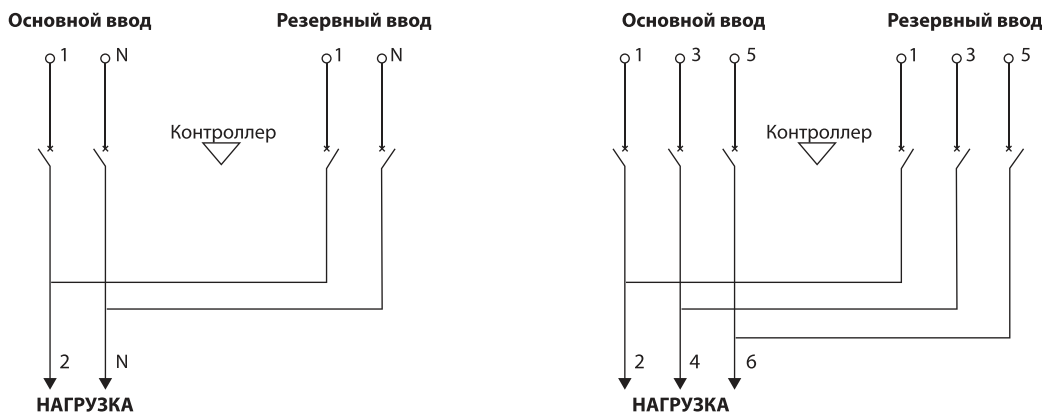 Основной ввод
Резервный ввод
1 N
1 N
Контроллер
2 N
НАГРУЗКА
Основной ввод
Резервный ввод
1 3 5
1 3 5
Контроллер
2 4 6
НАГРУЗКА